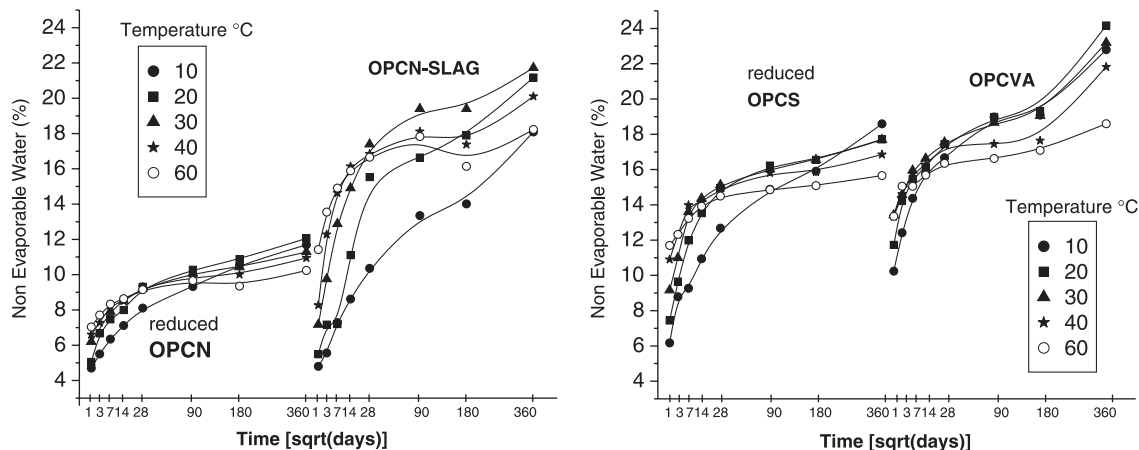 Temperature °C
10
20
30
40
60
OPCN-SLAG
reduced
OPCN
Non Evaporable Water (%)
22
20
18
16
14
12
10
8
6
4
1 3 7 14 28 90 180 360 1 3 7 14 28 90 180 360
Time [sqrt(days)]
reduced
OPCS
OPCVA
Temperature °C
10
20
30
40
60
Non Evaporable Water (%)
24
22
20
18
16
14
12
10
8
6
4
1 3 7 14 28 90 180 360 1 3 7 14 28 90 180 360
Time [sqrt(days)]